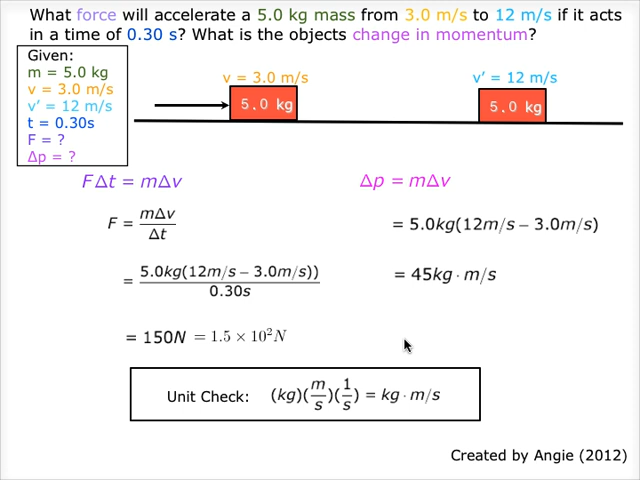 What force will accelerate a 5.0 kg mass from 3.0 m/s to 12 m/s if it acts
in a time of 0.30 s? What is the objects change in momentum?
Given:
m = 5.0 kg
v = 3.0 m/s
v' = 12 m/s
t = 0.30s
F = ?
Δp = ?
v = 3.0 m/s
5.0 kg
v' = 12 m/s
5.0 kg
FΔt = mΔv
F = mΔv / Δt
= 5.0kg(12m/s – 3.0m/s)) / 0.30s
= 150N = 1.5 × 10² N
Δp = mΔv
= 5.0kg(12m/s – 3.0m/s)
= 45kg · m/s
Unit Check: (kg)(m/s)(1/s) = kg · m/s
Created by Angie (2012)